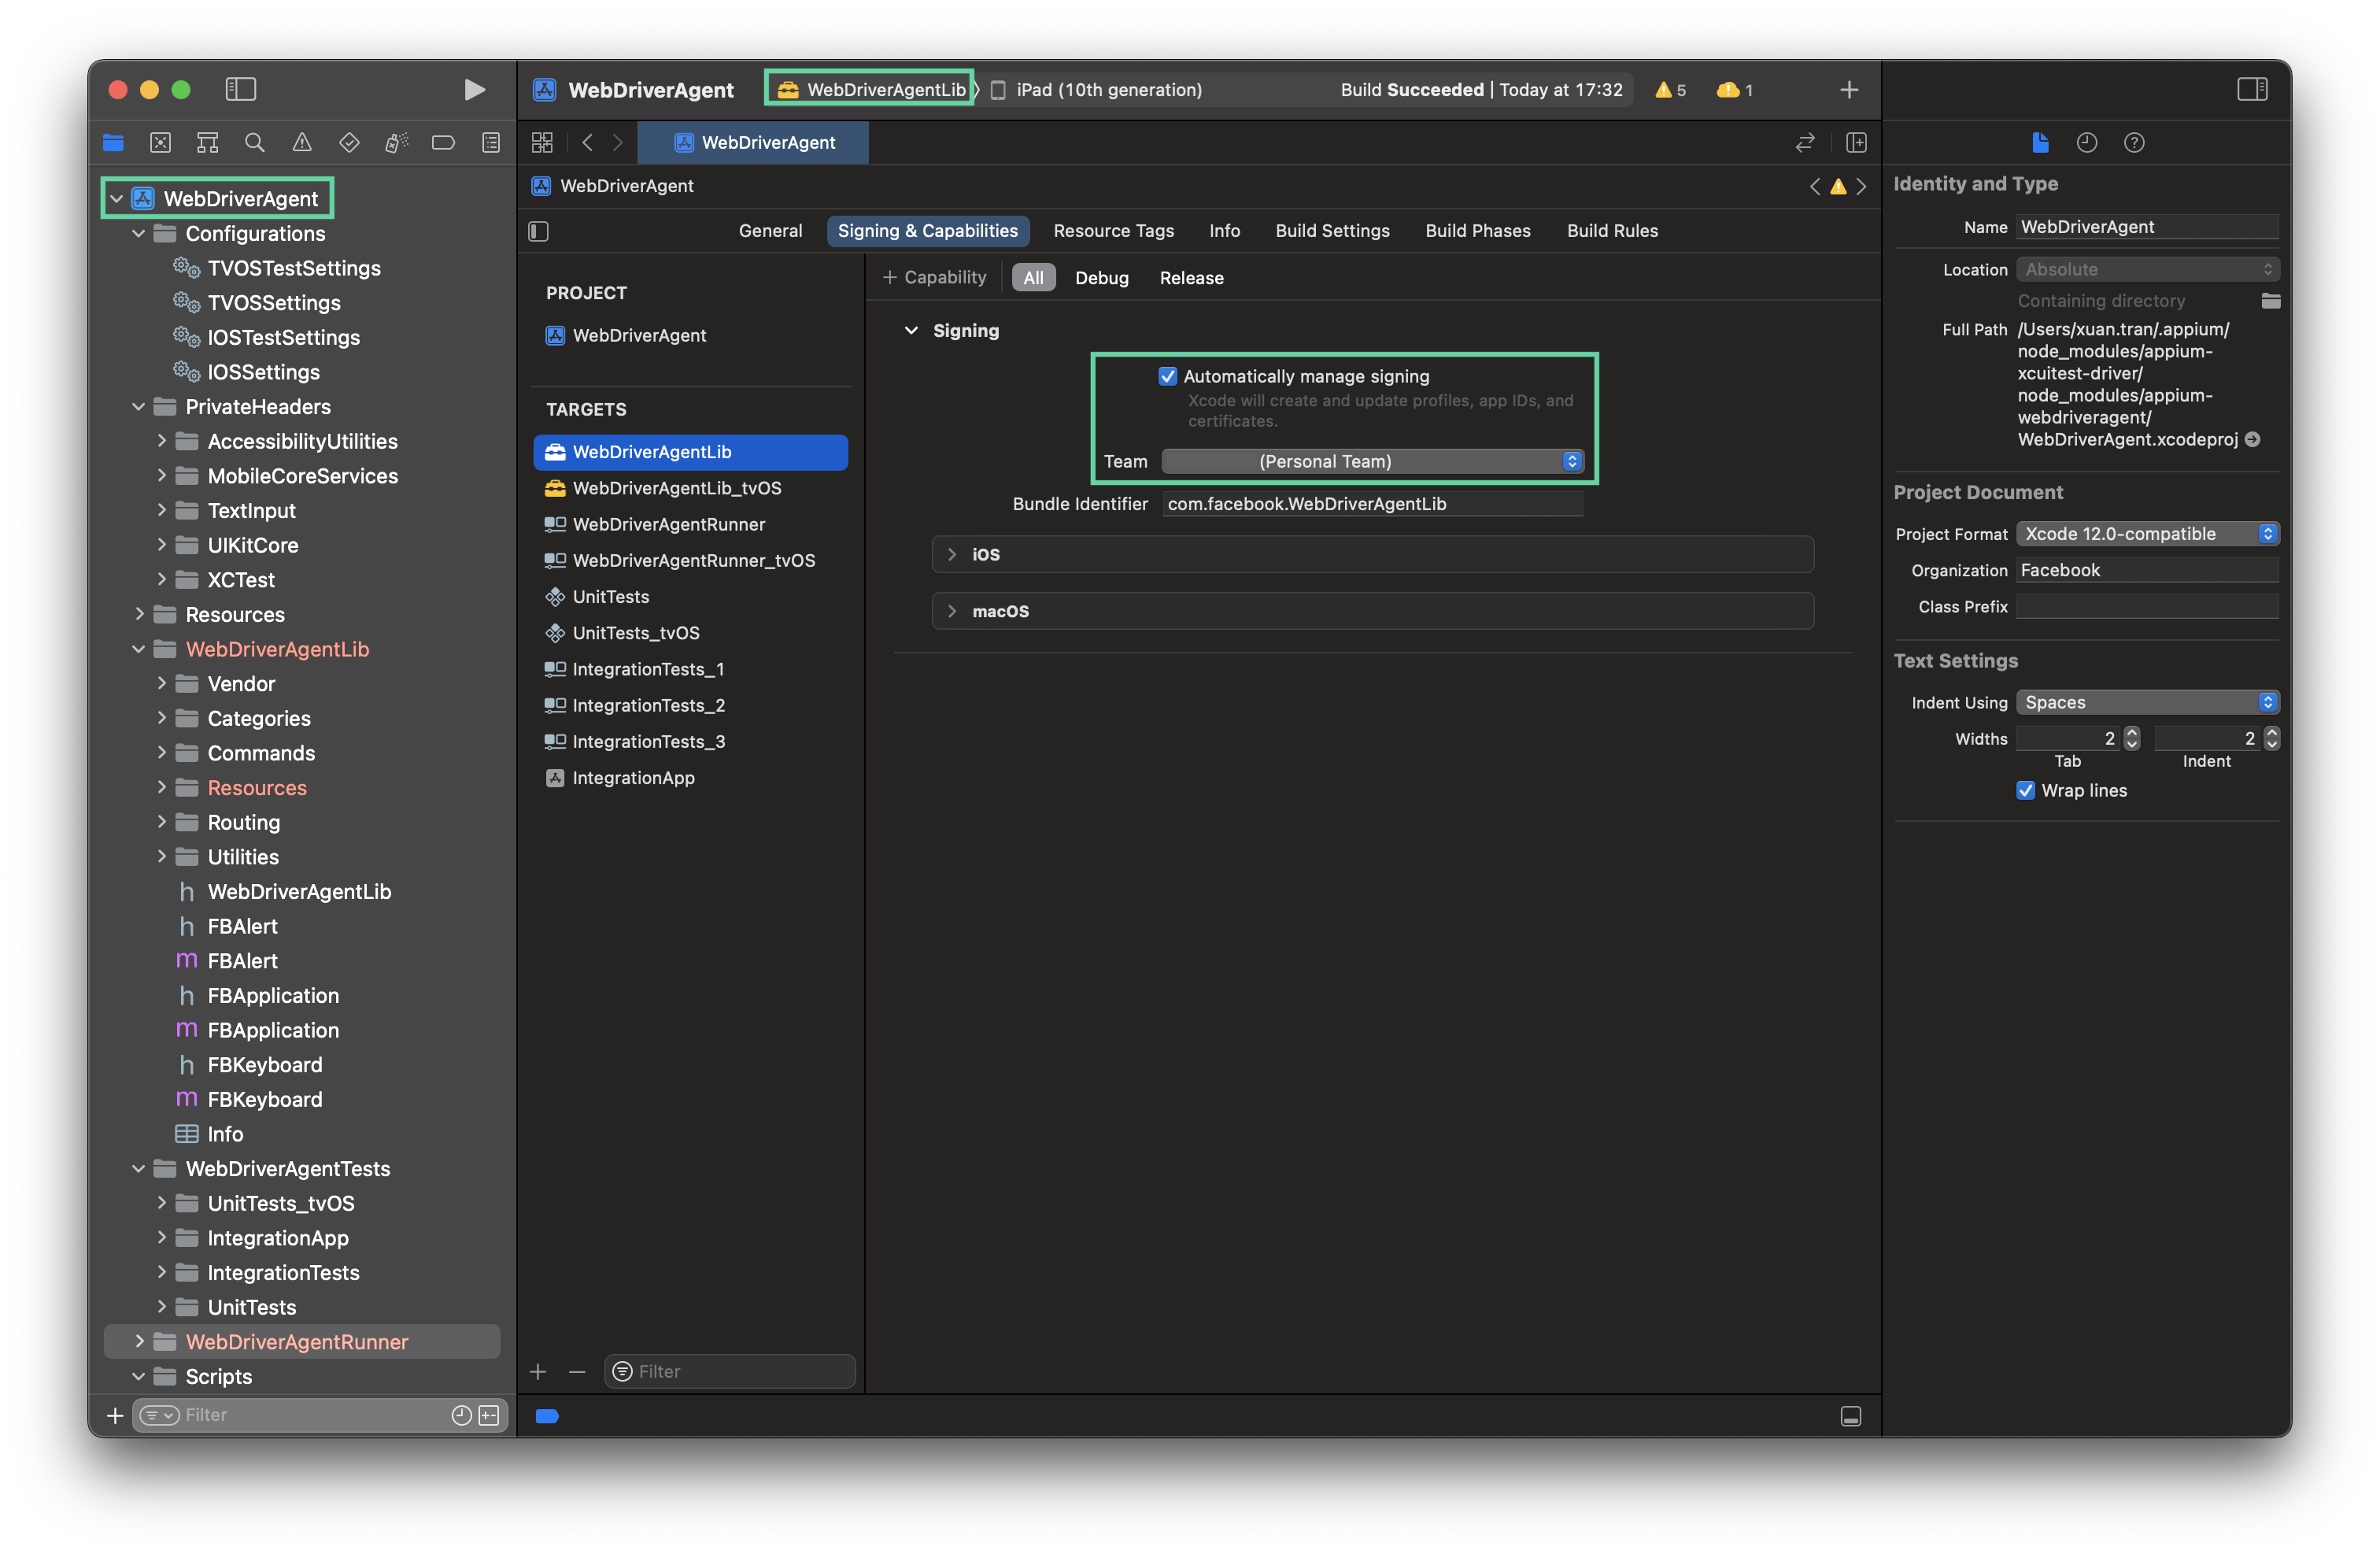 WebDriverAgent
WebDriverAgentLib
iPad (10th generation)
Build Succeeded | Today at 17:32
5
1
WebDriverAgent
WebDriverAgent
General
Signing & Capabilities
Resource Tags
Info
Build Settings
Build Phases
Build Rules
WebDriverAgent
Configurations
TVOSTestSettings
TVOSSettings
IOSTestSettings
IOSSettings
PrivateHeaders
AccessibilityUtilities
MobileCoreServices
TextInput
UIKitCore
XCTest
Resources
WebDriverAgentLib
Vendor
Categories
Commands
Resources
Routing
Utilities
h WebDriverAgentLib
h FBAlert
m FBAlert
h FBApplication
m FBApplication
h FBKeyboard
m FBKeyboard
Info
WebDriverAgentTests
UnitTests_tvOS
IntegrationApp
IntegrationTests
UnitTests
WebDriverAgentRunner
Scripts
Filter
PROJECT
WebDriverAgent
TARGETS
WebDriverAgentLib
WebDriverAgentLib_tvOS
WebDriverAgentRunner
WebDriverAgentRunner_tvOS
UnitTests
UnitTests_tvOS
IntegrationTests_1
IntegrationTests_2
IntegrationTests_3
IntegrationApp
Filter
+ Capability
All
Debug
Release
Signing
Automatically manage signing
Xcode will create and update profiles, app IDs, and
certificates.
Team (Personal Team)
Bundle Identifier com.facebook.WebDriverAgentLib
iOS
macOS
Identity and Type
Name WebDriverAgent
Location Absolute
Containing directory
Full Path /Users/xuan.tran/.appium/
node_modules/appium-
xcuitest-driver/
node_modules/appium-
webdriveragent/
WebDriverAgent.xcodeproj
Project Document
Project Format Xcode 12.0-compatible
Organization Facebook
Class Prefix
Text Settings
Indent Using Spaces
Widths 2 2
Tab Indent
Wrap lines